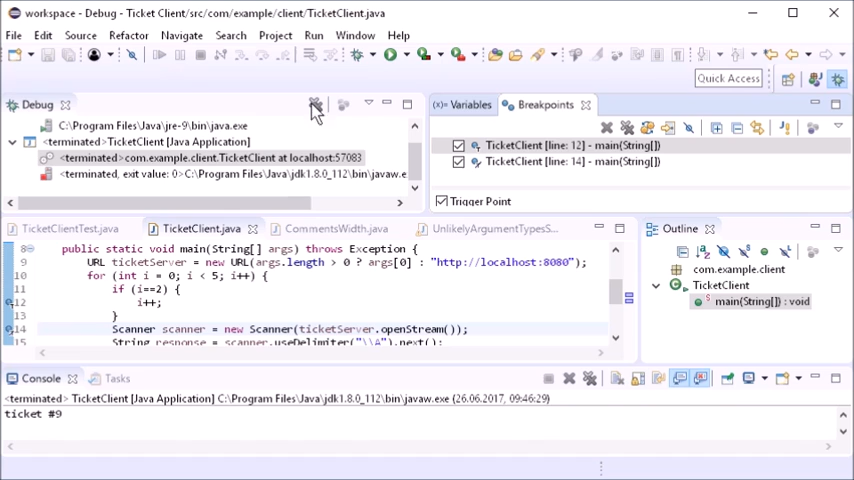 workspace - Debug - Ticket Client/src/com/example/client/TicketClient.java
File Edit Source Refactor Navigate Search Project Run Window Help
Quick Access
Debug
(x)= Variables Breakpoints
C:\Program Files\Java\jre-9\bin\java.exe
<terminated>TicketClient [Java Application]
<terminated>com.example.client.TicketClient at localhost:57083
<terminated, exit value: 0>C:\Program Files\Java\jdk1.8.0_112\bin\javaw.e
TicketClient [line: 12] - main(String[])
TicketClient [line: 14] - main(String[])
Trigger Point
TicketClientTest.java TicketClient.java CommentsWidth.java UnlikelyArgumentTypesS...
Outline
8 public static void main(String[] args) throws Exception {
9 URL ticketServer = new URL(args.length > 0 ? args[0] : "http://localhost:8080");
10 for (int i = 0; i < 5; i++) {
11 if (i==2) {
12 i++;
13 }
14 Scanner scanner = new Scanner(ticketServer.openStream());
String response = scanner.useDelimiter("\\A").next();
com.example.client
TicketClient
main(String[]) : void
Console Tasks
<terminated> TicketClient [Java Application] C:\Program Files\Java\jdk1.8.0_112\bin\javaw.exe (26.06.2017, 09:46:29)
ticket #9